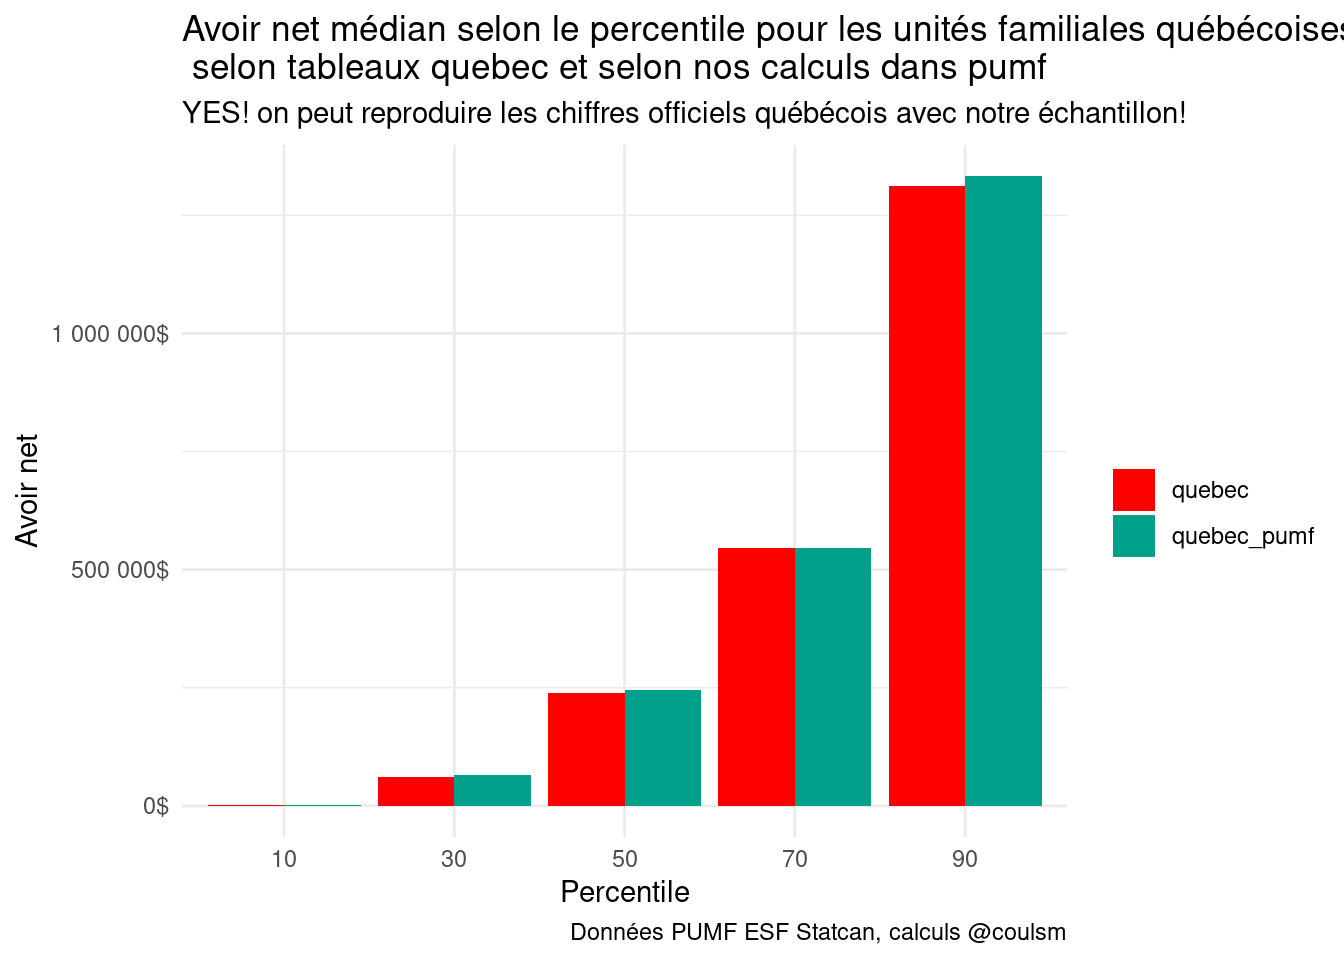 Avoir net médian selon le percentile pour les unités familiales québécoises
selon tableaux quebec et selon nos calculs dans pumf
YES! on peut reproduire les chiffres officiels québécois avec notre échantillon!
1 000 000$
500 000$
0$
Avoir net
10 30 50 70 90
Percentile
quebec
quebec_pumf
Données PUMF ESF Statcan, calculs @coulsm